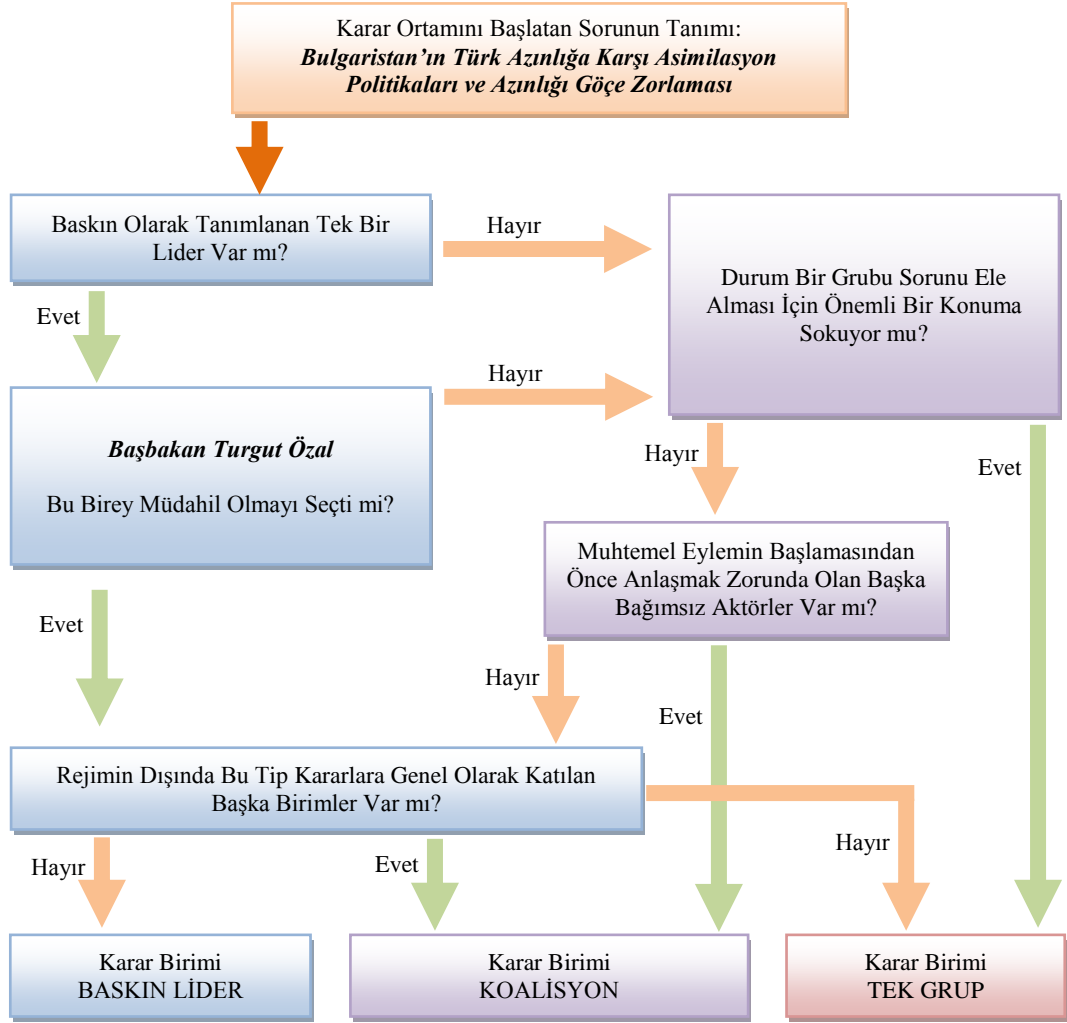 Karar Ortamını Başlatan Sorunun Tanımı:
Bulgaristan'ın Türk Azınlığa Karşı Asimilasyon
Politikaları ve Azınlığı Göçe Zorlaması
Baskın Olarak Tanımlanan Tek Bir
Lider Var mı?
Hayır
Durum Bir Grubu Sorunu Ele
Alması İçin Önemli Bir Konuma
Sokuyor mu?
Evet
Hayır
Başbakan Turgut Özal
Bu Birey Müdahil Olmayı Seçti mi?
Hayır
Evet
Muhtemel Eylemin Başlamasından
Önce Anlaşmak Zorunda Olan Başka
Bağımsız Aktörler Var mı?
Evet
Hayır
Evet
Rejimin Dışında Bu Tip Kararlara Genel Olarak Katılan
Başka Birimler Var mı?
Hayır
Evet
Hayır
Karar Birimi
BASKIN LİDER
Karar Birimi
KOALİSYON
Karar Birimi
TEK GRUP